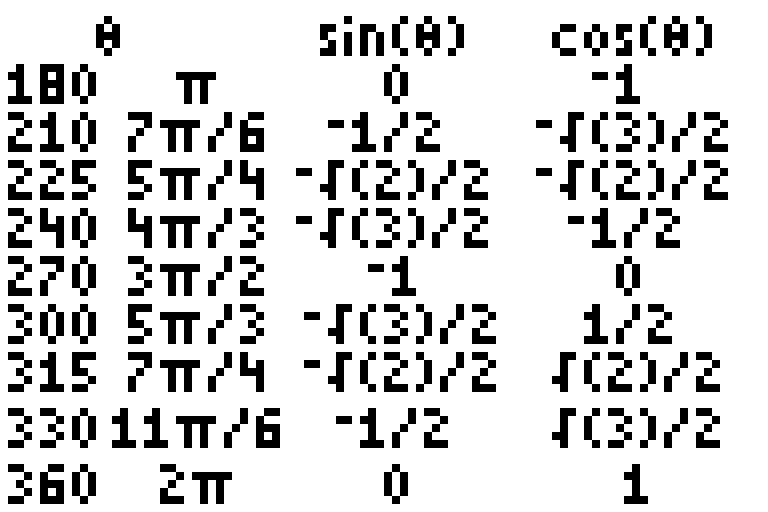 θ sin(θ) cos(θ)
180 π 0 ⁻1
210 7π/6 ⁻1/2 ⁻√(3)/2
225 5π/4 ⁻√(2)/2 ⁻√(2)/2
240 4π/3 ⁻√(3)/2 ⁻1/2
270 3π/2 ⁻1 0
300 5π/3 ⁻√(3)/2 1/2
315 7π/4 ⁻√(2)/2 √(2)/2
330 11π/6 ⁻1/2 √(3)/2
360 2π 0 1